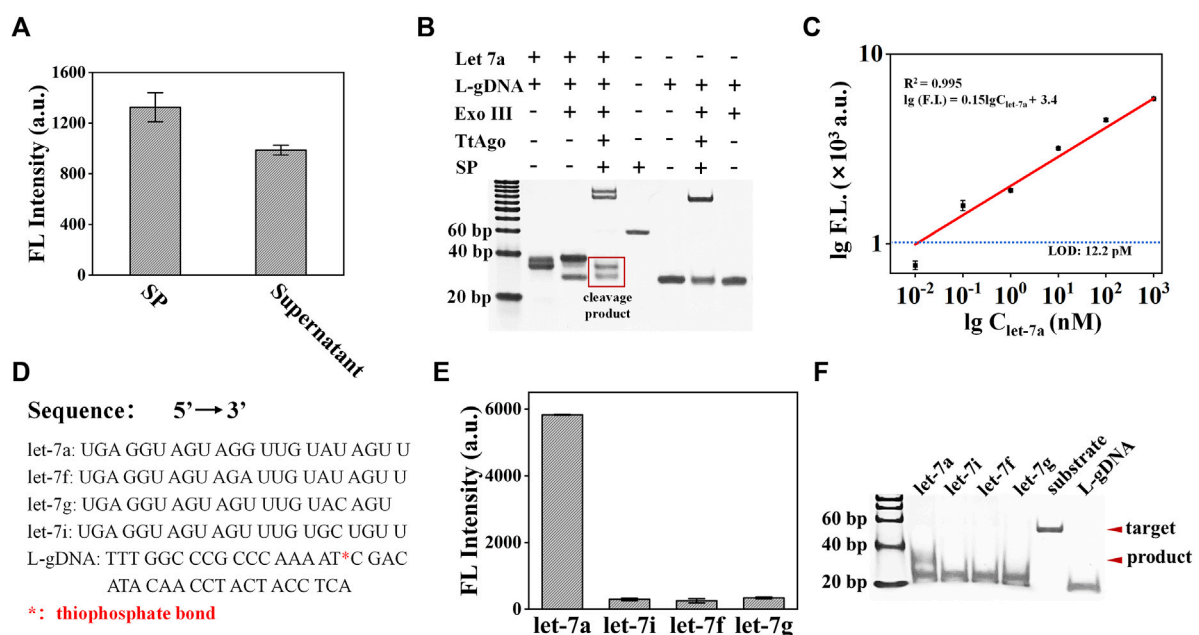 A
FL Intensity (a.u.)
1600
1200
800
400
0
SP
Supernatant
B
Let 7a + + + - - - -
L-gDNA + + + - + + +
Exo III - + + - - + +
TtAgo - - + - - + -
SP - - + + - + -
60 bp
40 bp
20 bp
cleavage
product
C
lg F.L. (×10³ a.u.)
10
1
R² = 0.995
lg (F.I.) = 0.15lgClet-7a + 3.4
LOD: 12.2 pM
10⁻² 10⁻¹ 10⁰ 10¹ 10² 10³
lg Clet-7a (nM)
D
Sequence: 5’→3’
let-7a: UGA GGU AGU AGG UUG UAU AGU U
let-7f: UGA GGU AGU AGA UUG UAU AGU U
let-7g: UGA GGU AGU AGU UUG UAC AGU
let-7i: UGA GGU AGU AGU UUG UGC UGU U
L-gDNA: TTT GGC CCG CCC AAA AT*C GAC
ATA CAA CCT ACT ACC TCA
*: thiophosphate bond
E
FL Intensity (a.u.)
6000
4000
2000
0
let-7a let-7i let-7f let-7g
F
let-7a let-7i let-7f let-7g substrate L-gDNA
60 bp
40 bp
20 bp
target
product